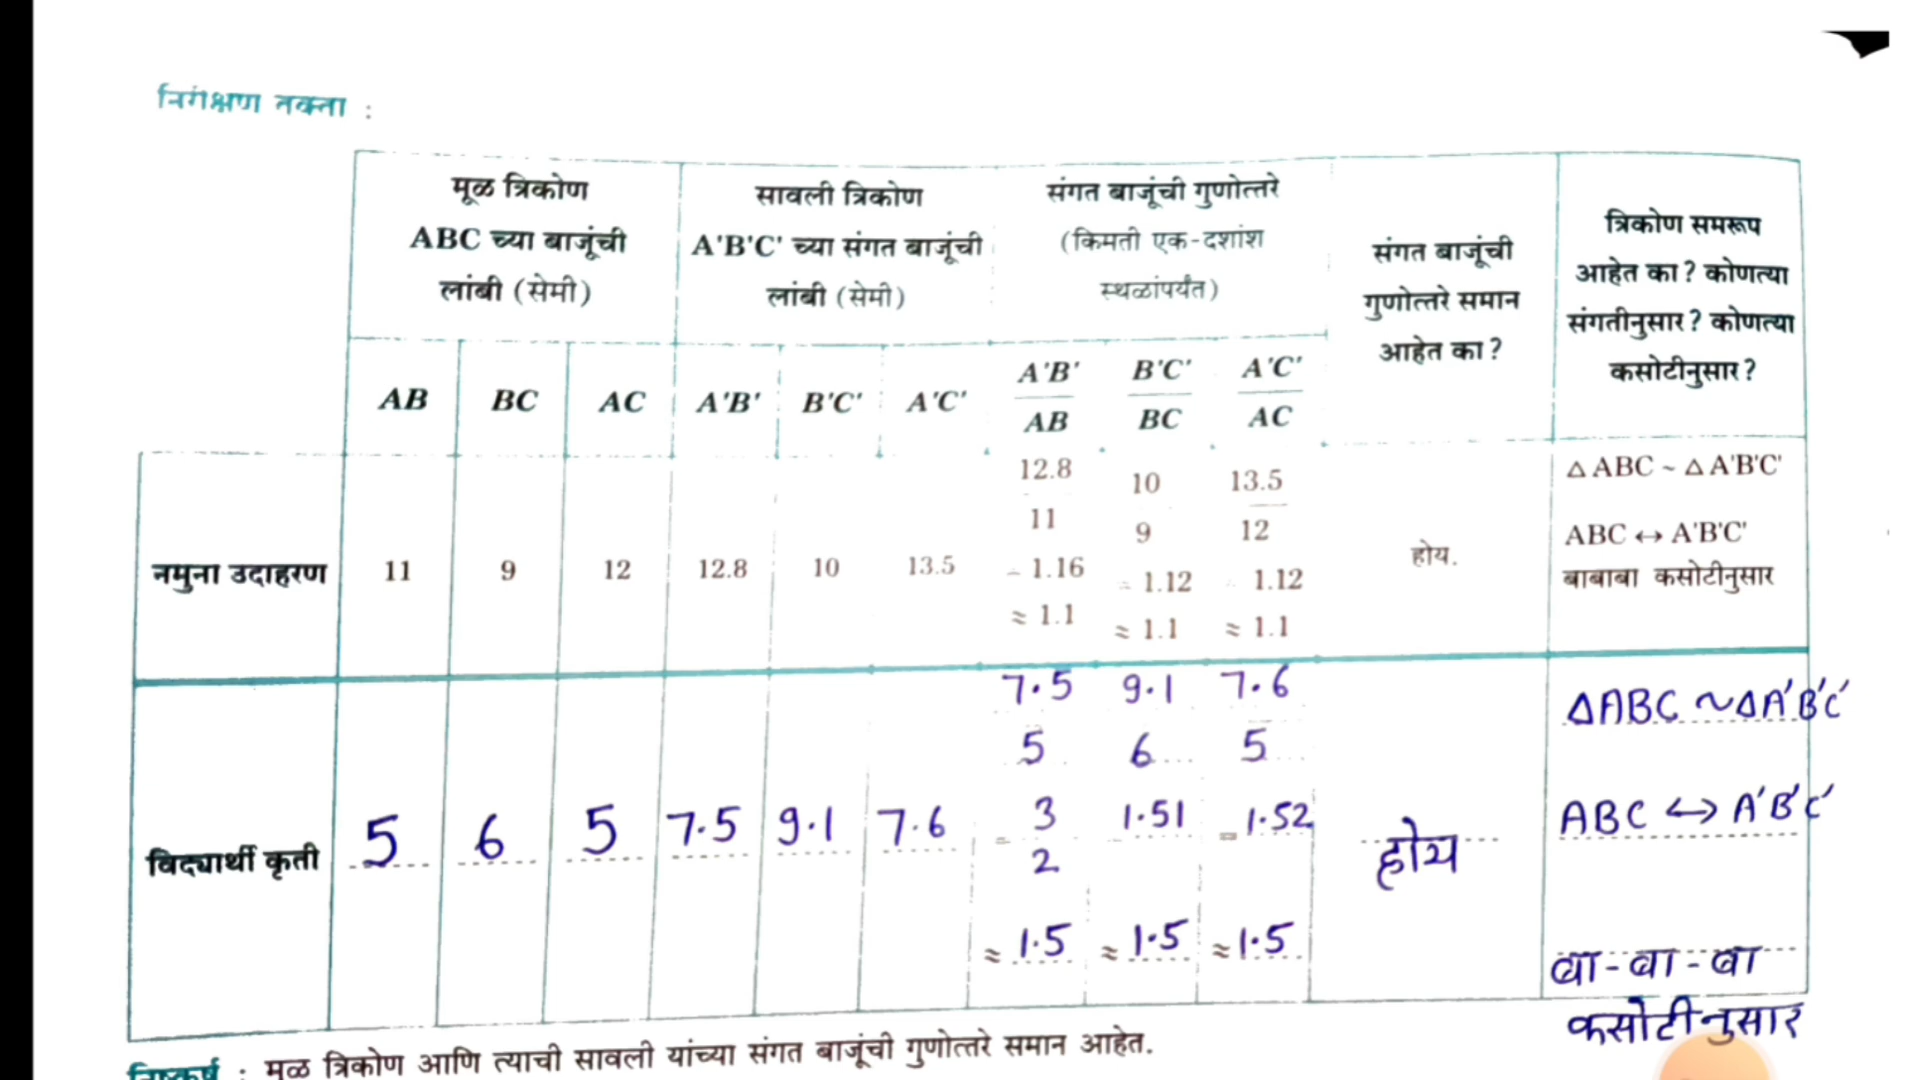 निरीक्षण तक्ता :
मूळ त्रिकोण
ABC च्या बाजूंची
लांबी (सेमी)
सावली त्रिकोण
A'B'C' च्या संगत बाजूंची
लांबी (सेमी)
संगत बाजूंची गुणोत्तरे
(किमती एक-दशांश
स्थळांपर्यंत)
संगत बाजूंची
गुणोत्तरे समान
आहेत का?
त्रिकोण समरूप
आहेत का? कोणत्या
संगतीनुसार? कोणत्या
कसोटीनुसार?
AB BC AC A'B' B'C' A'C'
A'B' B'C' A'C'
AB BC AC
नमुना उदाहरण 11 9 12 12.8 10 13.5
12.8 10 13.5
11 9 12
= 1.16 = 1.12 = 1.12
≈ 1.1 ≈ 1.1 ≈ 1.1
होय.
△ ABC ~ △ A'B'C'
ABC ↔ A'B'C'
बाबाबा कसोटीनुसार
विद्यार्थी कृती 5 6 5 7.5 9.1 7.6
7.5 9.1 7.6
5 6 5
= 3 1.51 = 1.52
2
≈ 1.5 ≈ 1.5 ≈ 1.5
होय
△ABC ~ △A'B'C'
ABC ↔ A'B'C'
बा-बा-बा
कसोटीनुसार
निष्कर्ष : मूळ त्रिकोण आणि त्याची सावली यांच्या संगत बाजूंची गुणोत्तरे समान आहेत.